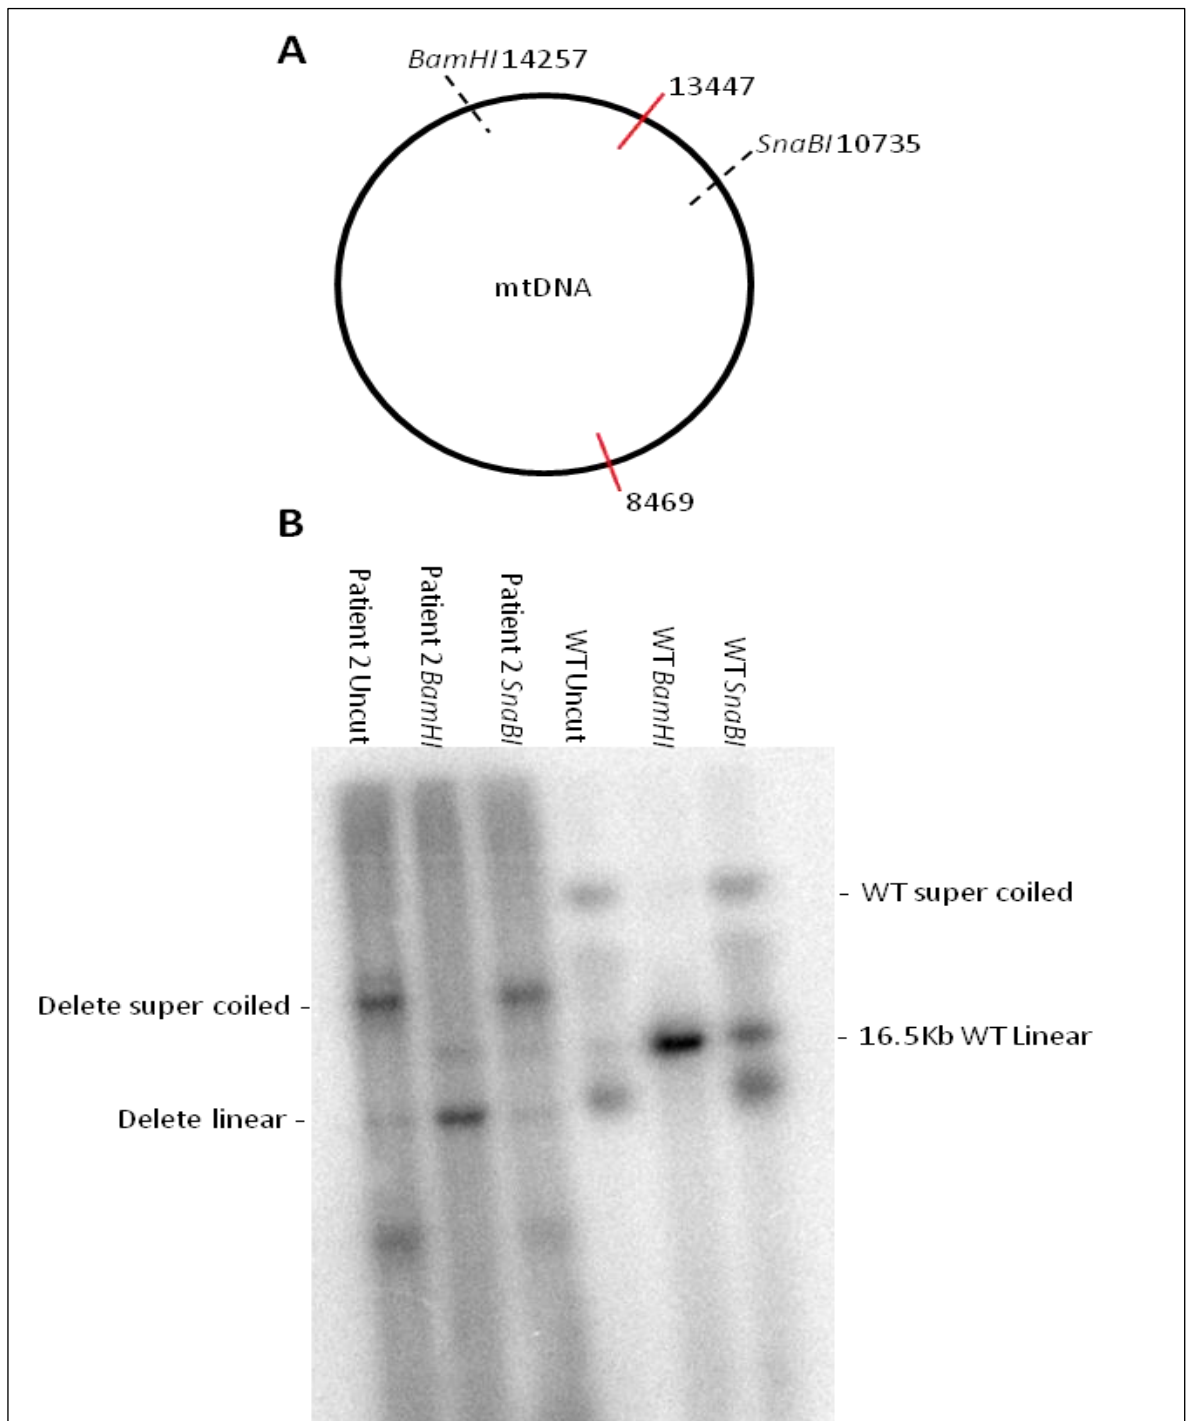 A
BamHI 14257
13447
SnaBI 10735
mtDNA
8469
B
Patient 2 Uncut
Patient 2 BamHI
Patient 2 SnaBI
WT Uncut
WT BamHI
WT SnaBI
- WT super coiled
Delete super coiled -
- 16.5Kb WT Linear
Delete linear -